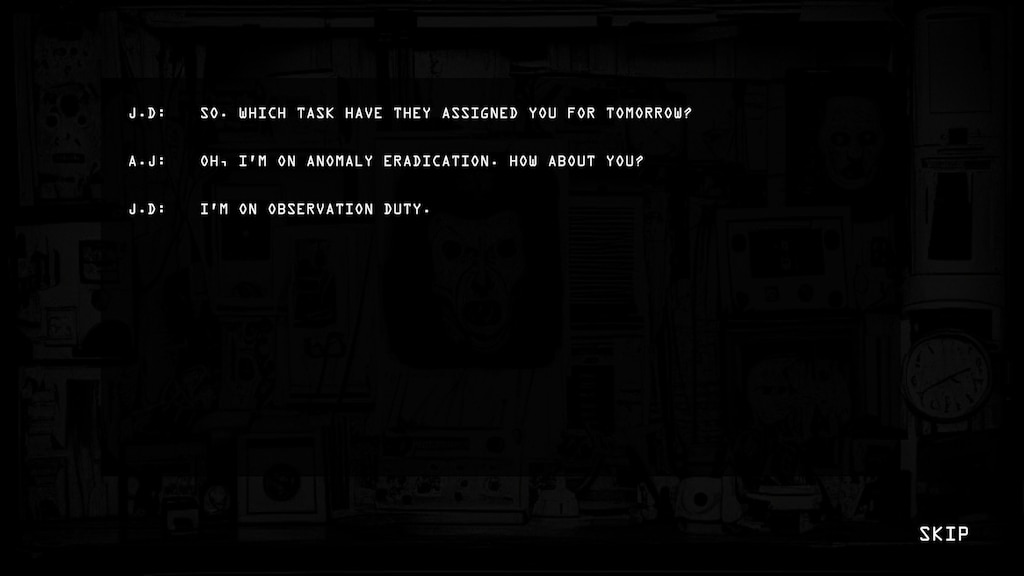 J.D: SO. WHICH TASK HAVE THEY ASSIGNED YOU FOR TOMORROW?
A.J: OH, I'M ON ANOMALY ERADICATION. HOW ABOUT YOU?
J.D: I'M ON OBSERVATION DUTY.
SKIP